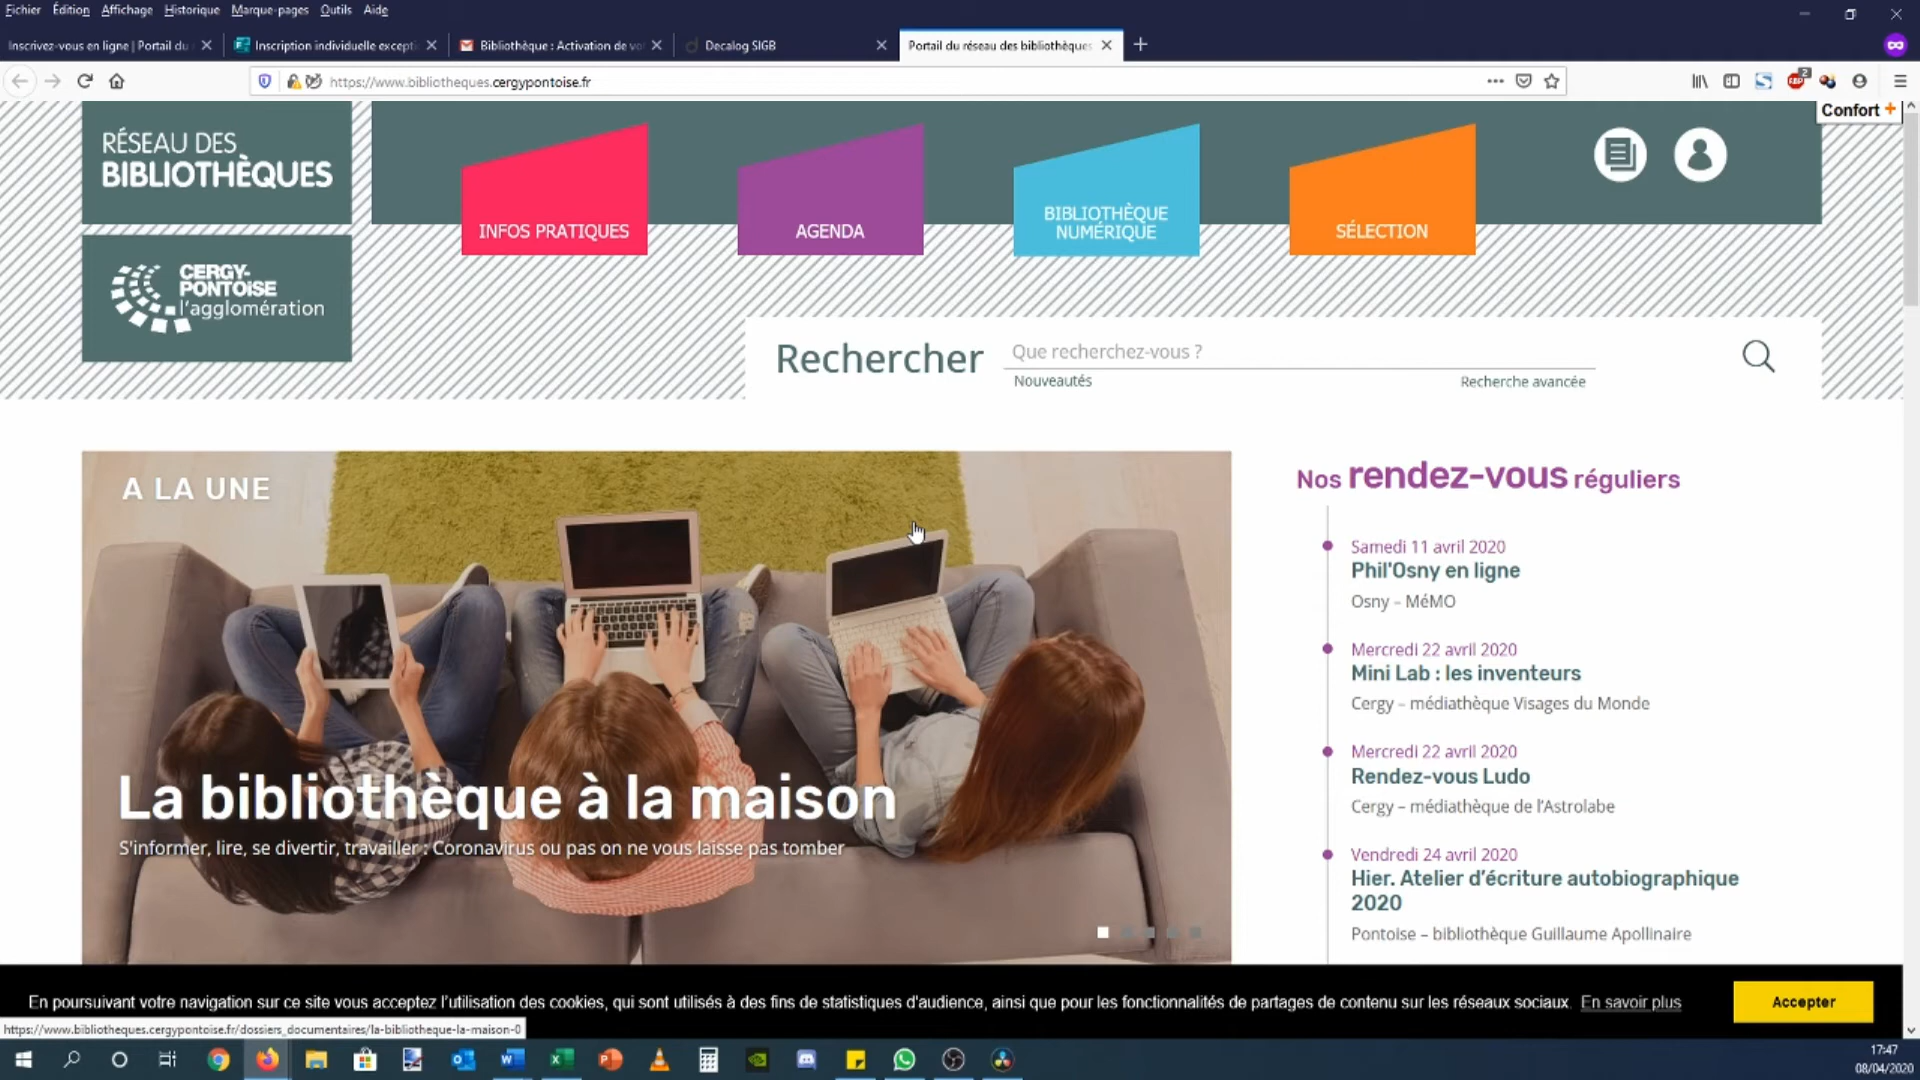 Fichier Édition Affichage Historique Marque-pages Outils Aide
Inscrivez-vous en ligne | Portail du
Inscription individuelle except
Bibliothèque : Activation de vo
Decalog SIGB
Portail du réseau des bibliothèques
https://www.bibliotheques.cergypontoise.fr
2
Confort +
RÉSEAU DES
BIBLIOTHÈQUES
INFOS PRATIQUES
AGENDA
BIBLIOTHÈQUE
NUMÉRIQUE
SÉLECTION
CERGY-
PONTOISE
l'agglomération
Rechercher
Que recherchez-vous ?
Nouveautés
Recherche avancée
A LA UNE
La bibliothèque à la maison
S'informer, lire, se divertir, travailler : Coronavirus ou pas on ne vous laisse pas tomber
Nos rendez-vous réguliers
Samedi 11 avril 2020
Phil'Osny en ligne
Osny – MéMO
Mercredi 22 avril 2020
Mini Lab : les inventeurs
Cergy – médiathèque Visages du Monde
Mercredi 22 avril 2020
Rendez-vous Ludo
Cergy – médiathèque de l'Astrolabe
Vendredi 24 avril 2020
Hier. Atelier d'écriture autobiographique
2020
Pontoise – bibliothèque Guillaume Apollinaire
En poursuivant votre navigation sur ce site vous acceptez l'utilisation des cookies, qui sont utilisés à des fins de statistiques d'audience, ainsi que pour les fonctionnalités de partages de contenu sur les réseaux sociaux. En savoir plus
Accepter
https://www.bibliotheques.cergypontoise.fr/dossiers_documentaires/la-bibliotheque-la-maison-0
17:47
08/04/2020